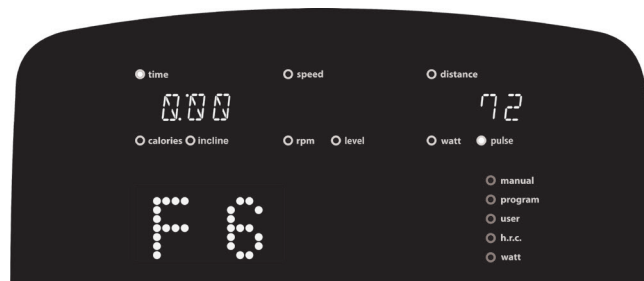 time speed distance
0:00 72
calories incline rpm level watt pulse
manual
program
user
h.r.c.
watt
F 6